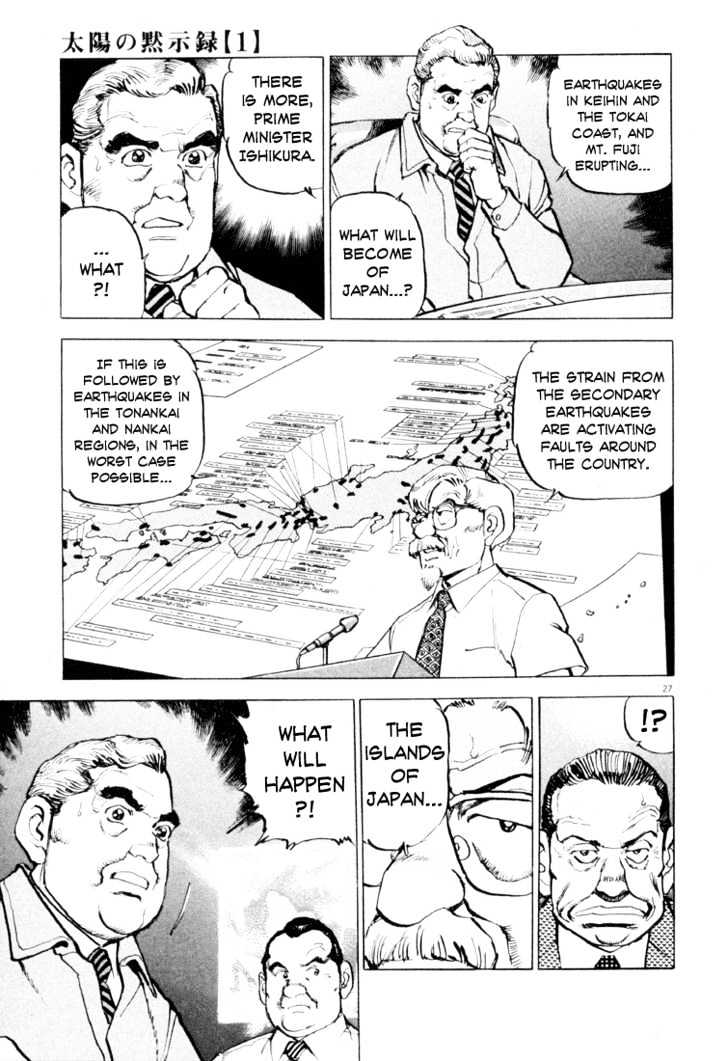 太陽の黙示録【1】
EARTHQUAKES
IN KEIHIN AND
THE TOKAI
COAST, AND
MT. FUJI
ERUPTING...
WHAT WILL
BECOME
OF
JAPAN...?
THERE
IS MORE,
PRIME
MINISTER
ISHIKURA.
...
WHAT
?!
THE STRAIN FROM
THE SECONDARY
EARTHQUAKES
ARE ACTIVATING
FAULTS AROUND
THE COUNTRY.
IF THIS IS
FOLLOWED BY
EARTHQUAKES IN
THE TONANKAI
AND NANKAI
REGIONS, IN THE
WORST CASE
POSSIBLE...
27
!?
THE
ISLANDS
OF
JAPAN...
WHAT
WILL
HAPPEN
?!